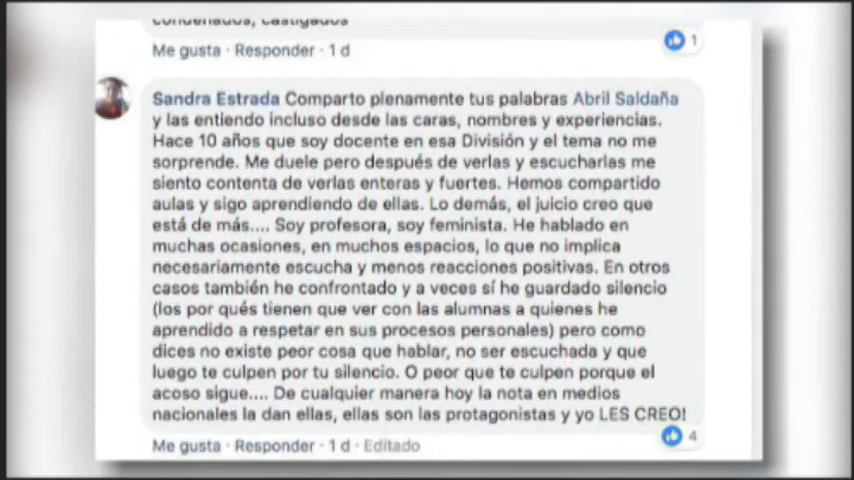 condenados, castigados
Me gusta · Responder · 1 d
1
Sandra Estrada Comparto plenamente tus palabras Abril Saldaña
y las entiendo incluso desde las caras, nombres y experiencias.
Hace 10 años que soy docente en esa División y el tema no me
sorprende. Me duele pero después de verlas y escucharlas me
siento contenta de verlas enteras y fuertes. Hemos compartido
aulas y sigo aprendiendo de ellas. Lo demás, el juicio creo que
está de más.... Soy profesora, soy feminista. He hablado en
muchas ocasiones, en muchos espacios, lo que no implica
necesariamente escucha y menos reacciones positivas. En otros
casos también he confrontado y a veces sí he guardado silencio
(los por qués tienen que ver con las alumnas a quienes he
aprendido a respetar en sus procesos personales) pero como
dices no existe peor cosa que hablar, no ser escuchada y que
luego te culpen por tu silencio. O peor que te culpen porque el
acoso sigue.... De cualquier manera hoy la nota en medios
nacionales la dan ellas, ellas son las protagonistas y yo LES CREO!
4
Me gusta · Responder · 1 d · Editado